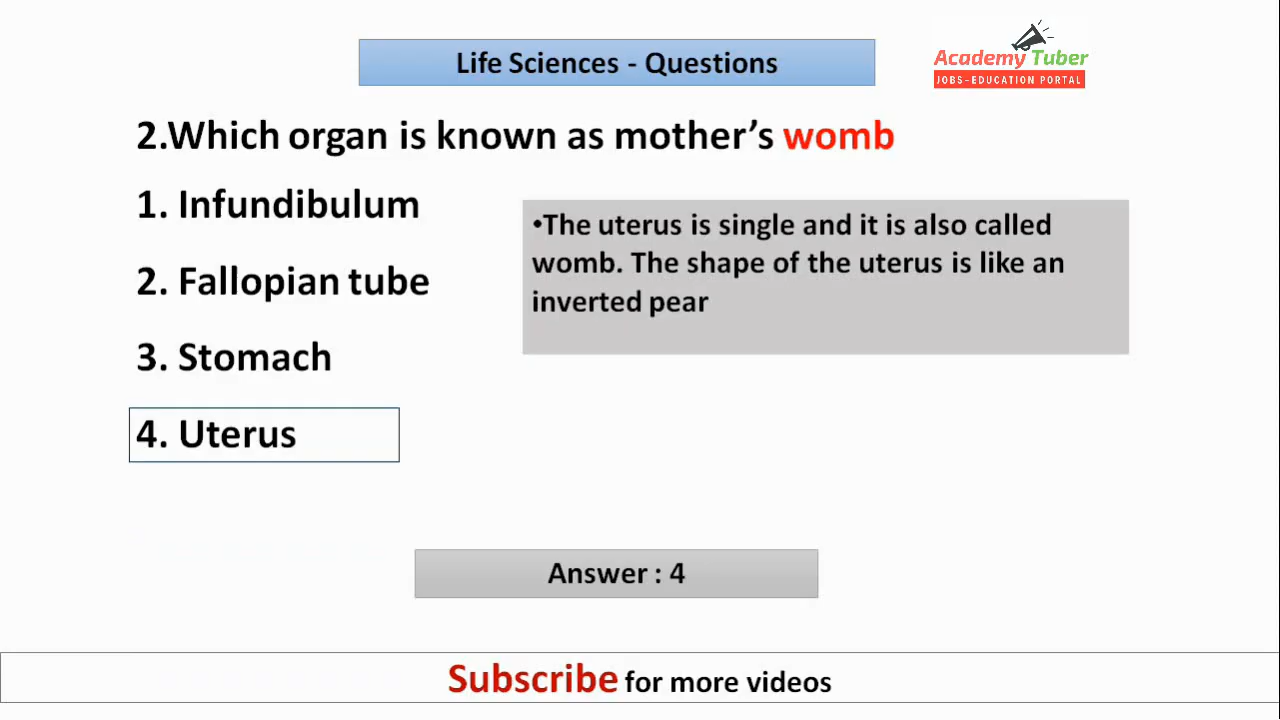 Life Sciences - Questions
Academy Tuber
JOBS-EDUCATION PORTAL
2.Which organ is known as mother’s womb
1. Infundibulum
2. Fallopian tube
3. Stomach
4. Uterus
•The uterus is single and it is also called
womb. The shape of the uterus is like an
inverted pear
Answer : 4
Subscribe for more videos